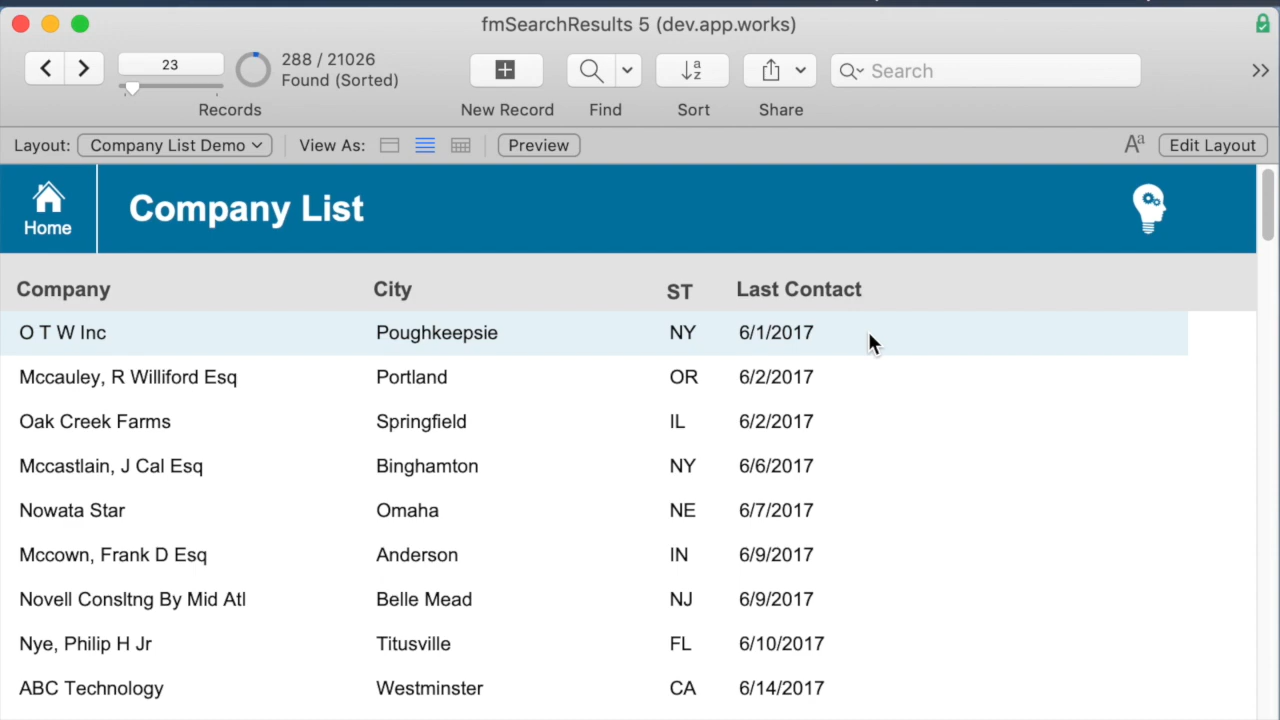 fmSearchResults 5 (dev.app.works)
23
288 / 21026
Found (Sorted)
Search
Records
New Record
Find
Sort
Share
Layout: Company List Demo View As: Preview Aa Edit Layout
Home
Company List
Company City ST Last Contact
O T W Inc Poughkeepsie NY 6/1/2017
Mccauley, R Williford Esq Portland OR 6/2/2017
Oak Creek Farms Springfield IL 6/2/2017
Mccastlain, J Cal Esq Binghamton NY 6/6/2017
Nowata Star Omaha NE 6/7/2017
Mccown, Frank D Esq Anderson IN 6/9/2017
Novell Consltng By Mid Atl Belle Mead NJ 6/9/2017
Nye, Philip H Jr Titusville FL 6/10/2017
ABC Technology Westminster CA 6/14/2017